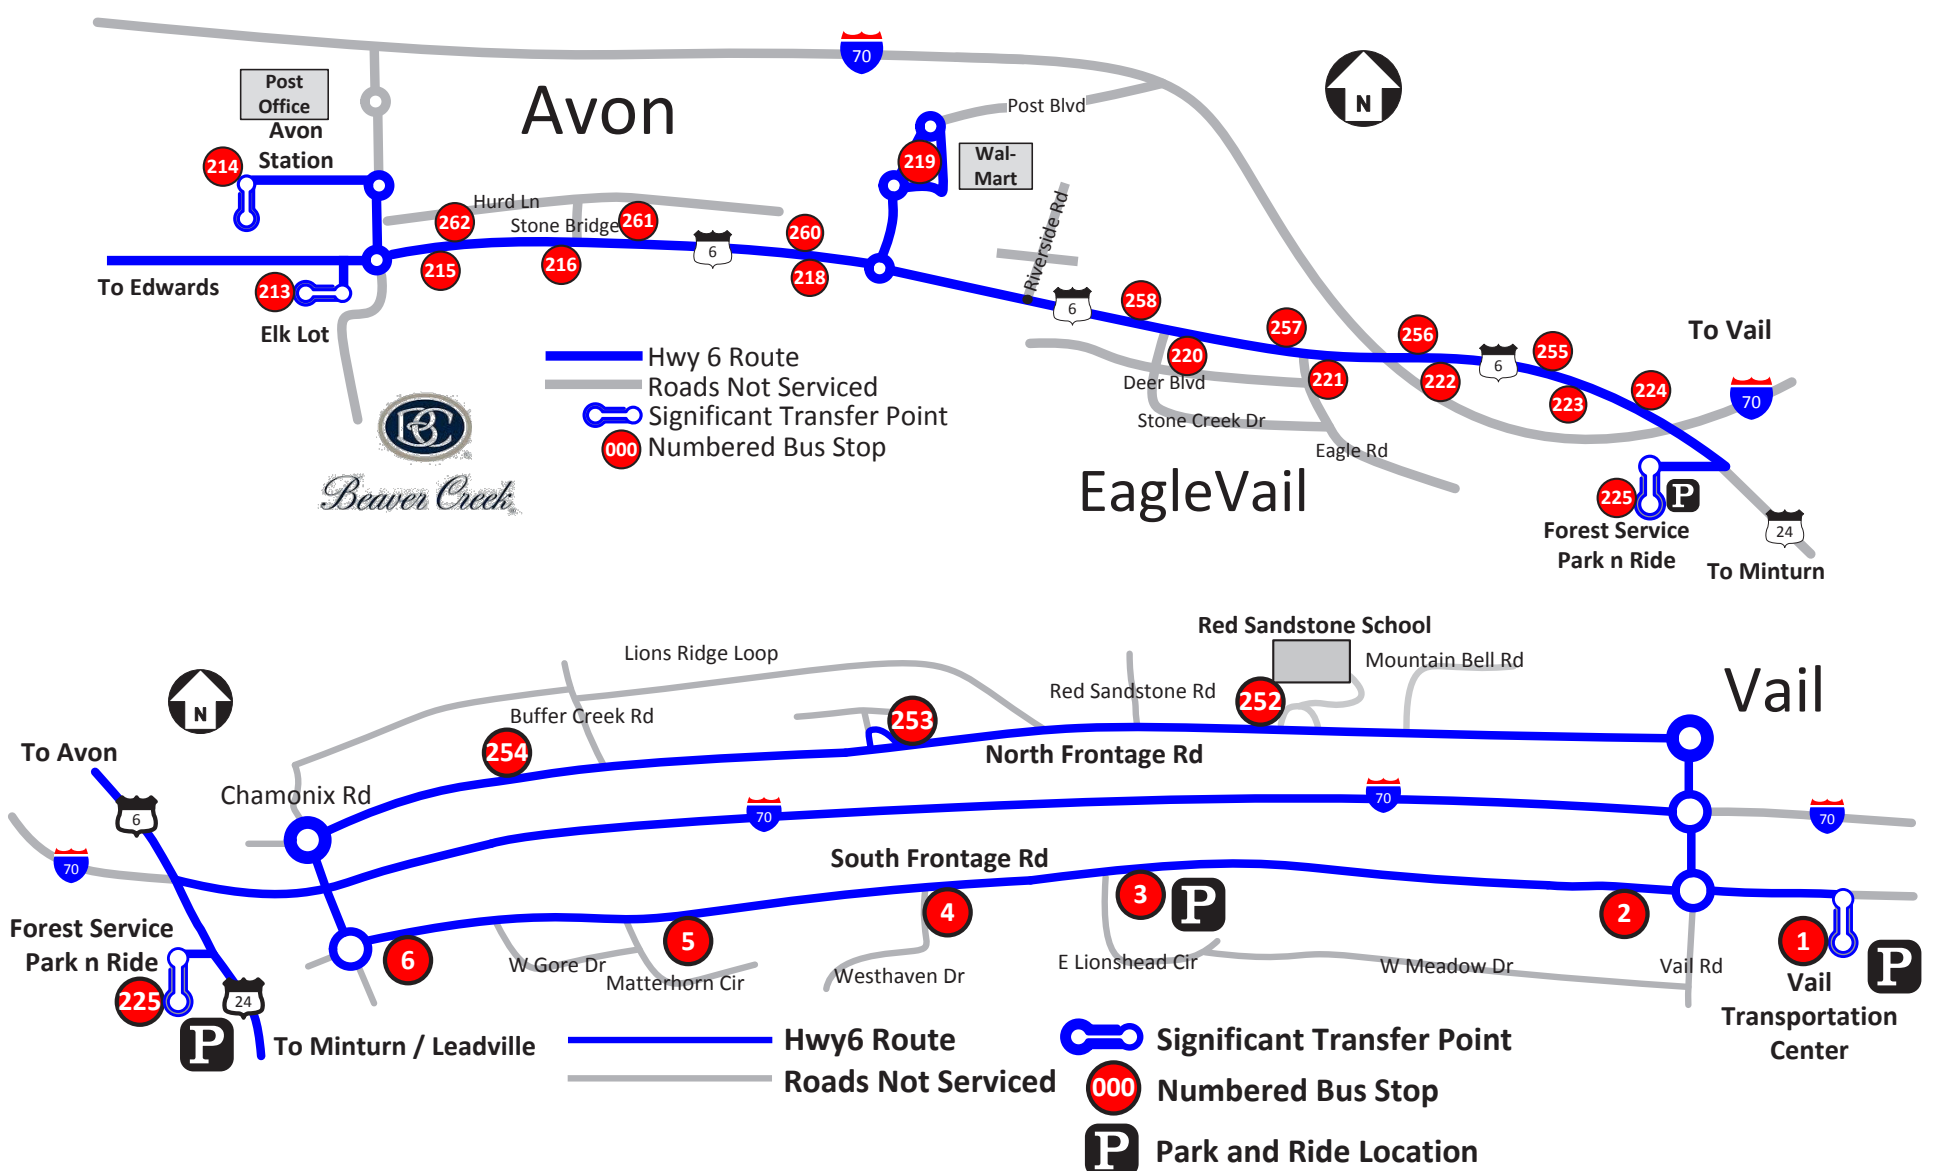 70
N
Post
Office
Avon
Avon
Station
214
Post Blvd
219
Wal-
Mart
Hurd Ln
262
Stone Bridge
261
260
6
Riverside Rd
215
216
218
To Edwards
213
Elk Lot
6
258
257
256
255
To Vail
220
221
222
6
223
224
70
Deer Blvd
Stone Creek Dr
Eagle Rd
Hwy 6 Route
Roads Not Serviced
Significant Transfer Point
000 Numbered Bus Stop
BC
Beaver Creek
EagleVail
225
P
Forest Service
Park n Ride
24
To Minturn
Red Sandstone School
Lions Ridge Loop
Mountain Bell Rd
Red Sandstone Rd
252
Vail
N
Buffer Creek Rd
253
254
To Avon
North Frontage Rd
Chamonix Rd
6
70
70
70
70
South Frontage Rd
Forest Service
Park n Ride
225
P
24
To Minturn / Leadville
6
5
4
3
P
2
1
P
W Gore Dr
Matterhorn Cir
Westhaven Dr
E Lionshead Cir
W Meadow Dr
Vail Rd
Vail
Transportation
Center
Hwy6 Route
Roads Not Serviced
Significant Transfer Point
000 Numbered Bus Stop
P Park and Ride Location